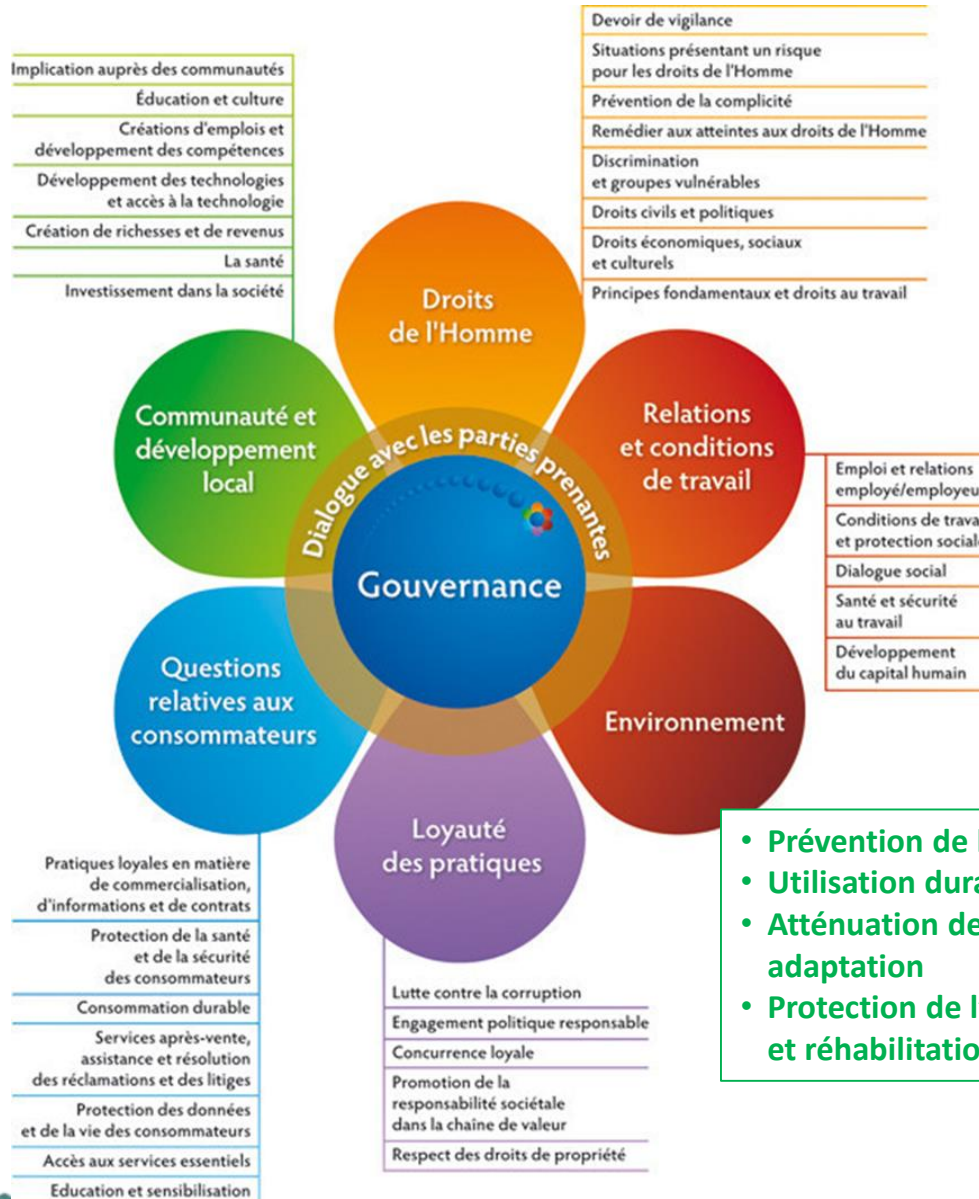 Devoir de vigilance
Situations présentant un risque
pour les droits de l'Homme
Prévention de la complicité
Remédier aux atteintes aux droits de l'Homme
Discrimination
et groupes vulnérables
Droits civils et politiques
Droits économiques, sociaux
et culturels
Principes fondamentaux et droits au travail
Implication auprès des communautés
Éducation et culture
Créations d'emplois et
développement des compétences
Développement des technologies
et accès à la technologie
Création de richesses et de revenus
La santé
Investissement dans la société
Droits
de l'Homme
Communauté et
développement
local
Relations
et conditions
de travail
Dialogue avec les parties prenantes
Gouvernance
Emploi et relations
employé/employeu
Conditions de trava
et protection sociale
Dialogue social
Santé et sécurité
au travail
Développement
du capital humain
Questions
relatives aux
consommateurs
Environnement
Loyauté
des pratiques
Prévention de
Utilisation dura
Atténuation de
adaptation
Protection de l
et réhabilitatio
Pratiques loyales en matière
de commercialisation,
d'informations et de contrats
Protection de la santé
et de la sécurité
des consommateurs
Consommation durable
Services après-vente,
assistance et résolution
des réclamations et des litiges
Protection des données
et de la vie des consommateurs
Accès aux services essentiels
Education et sensibilisation
Lutte contre la corruption
Engagement politique responsable
Concurrence loyale
Promotion de la
responsabilité sociétale
dans la chaîne de valeur
Respect des droits de propriété